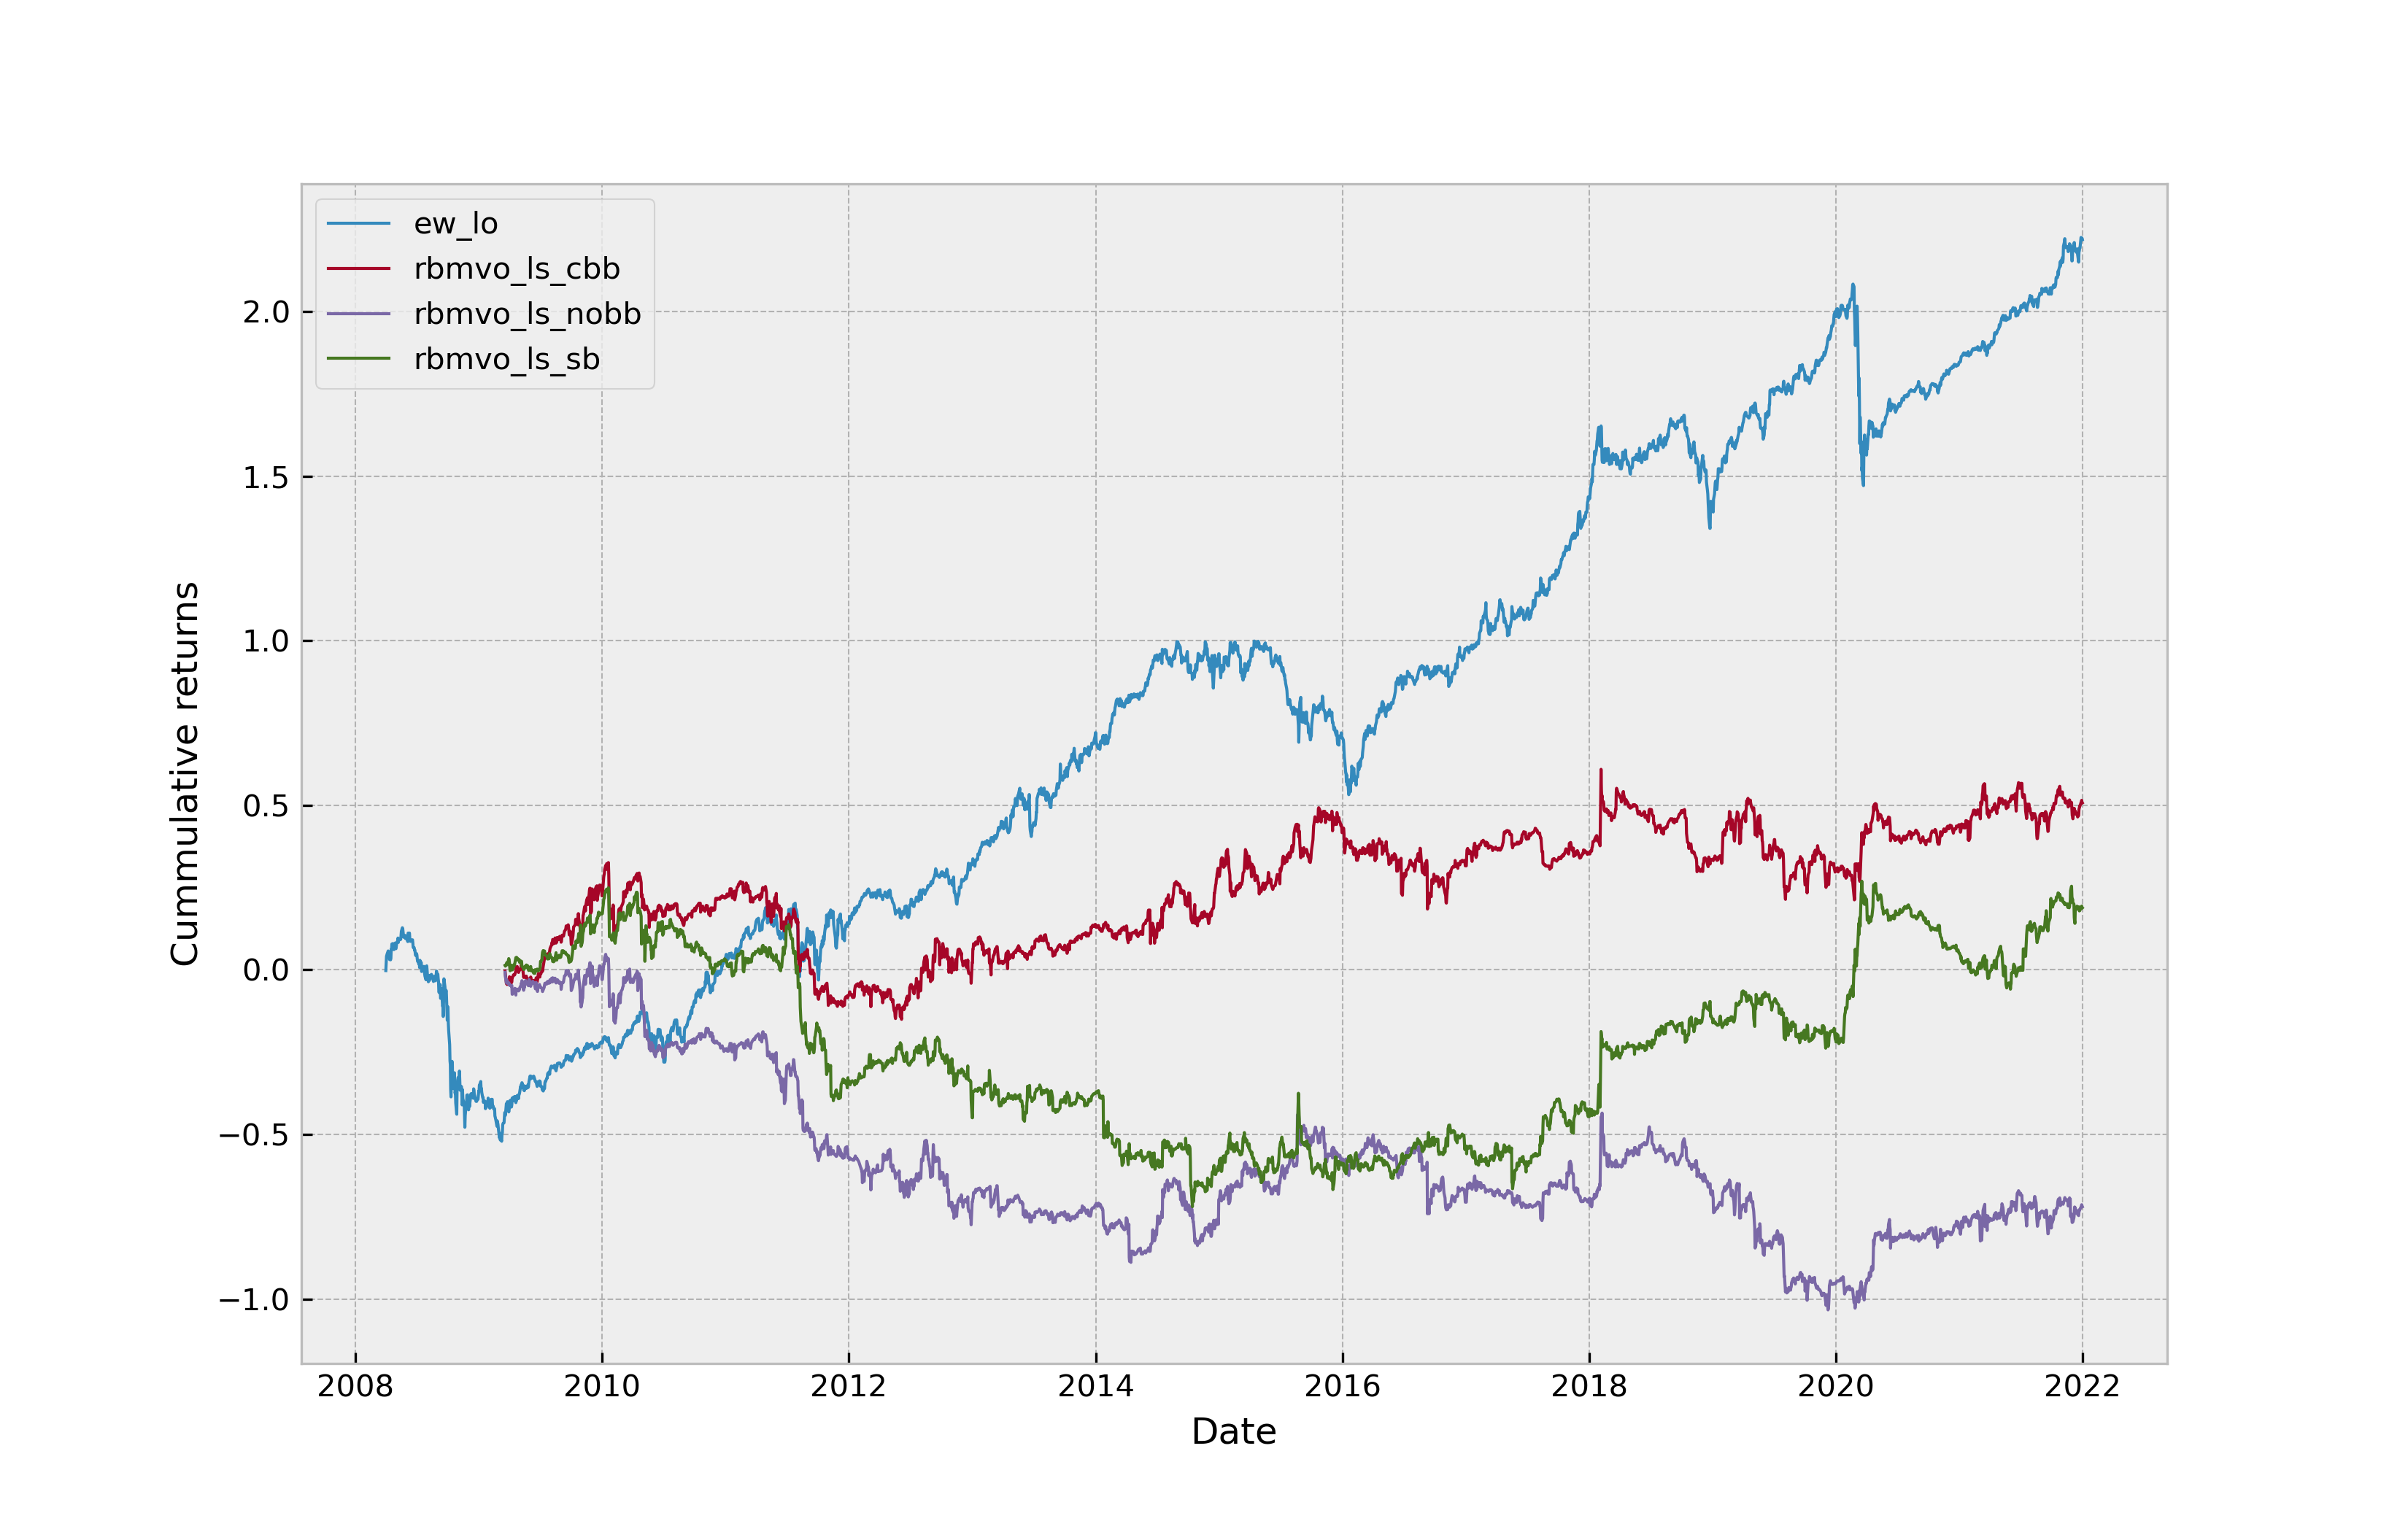 ew_lo
rbmvo_ls_cbb
rbmvo_ls_nobb
rbmvo_ls_sb
Cummulative returns
2.0
1.5
1.0
0.5
0.0
−0.5
−1.0
2008 2010 2012 2014 2016 2018 2020 2022
Date